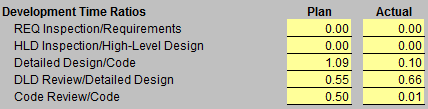 Development Time Ratios Plan Actual
REQ Inspection/Requirements 0.00 0.00
HLD Inspection/High-Level Design 0.00 0.00
Detailed Design/Code 1.09 0.10
DLD Review/Detailed Design 0.55 0.66
Code Review/Code 0.50 0.01